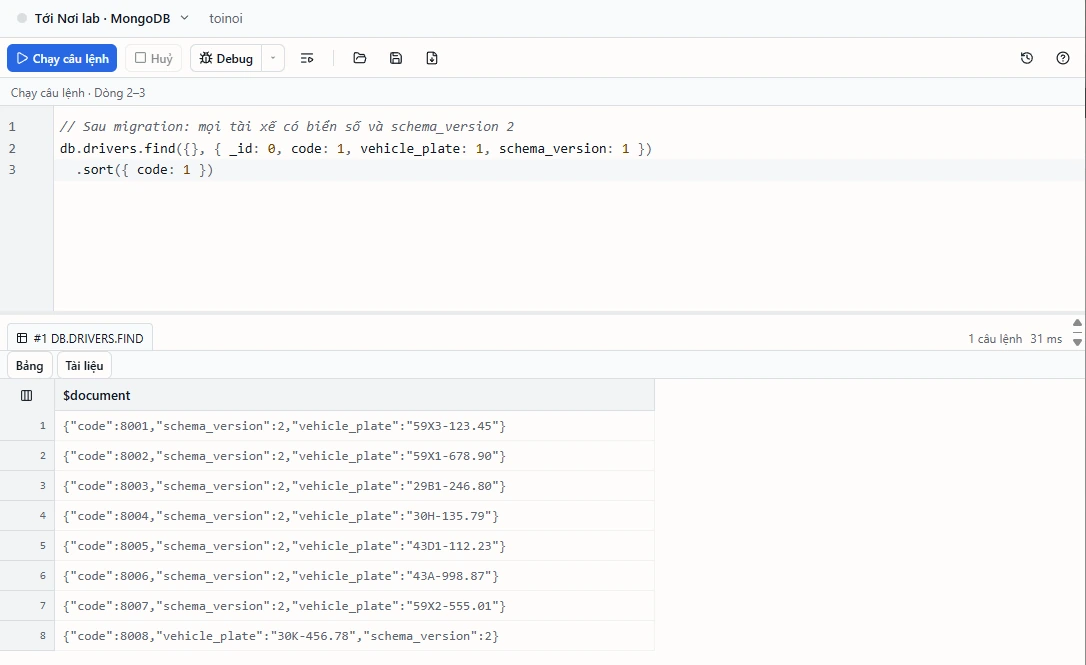 Tới Nơi lab · MongoDB toinoi
Chạy câu lệnh Huỷ Debug
Chạy câu lệnh · Dòng 2–3
1 // Sau migration: mọi tài xế có biển số và schema_version 2
2 db.drivers.find({}, { _id: 0, code: 1, vehicle_plate: 1, schema_version: 1 })
3 .sort({ code: 1 })
#1 DB.DRIVERS.FIND 1 câu lệnh 31 ms
Bảng Tài liệu
$document
1 {"code":8001,"schema_version":2,"vehicle_plate":"59X3-123.45"}
2 {"code":8002,"schema_version":2,"vehicle_plate":"59X1-678.90"}
3 {"code":8003,"schema_version":2,"vehicle_plate":"29B1-246.80"}
4 {"code":8004,"schema_version":2,"vehicle_plate":"30H-135.79"}
5 {"code":8005,"schema_version":2,"vehicle_plate":"43D1-112.23"}
6 {"code":8006,"schema_version":2,"vehicle_plate":"43A-998.87"}
7 {"code":8007,"schema_version":2,"vehicle_plate":"59X2-555.01"}
8 {"code":8008,"vehicle_plate":"30K-456.78","schema_version":2}